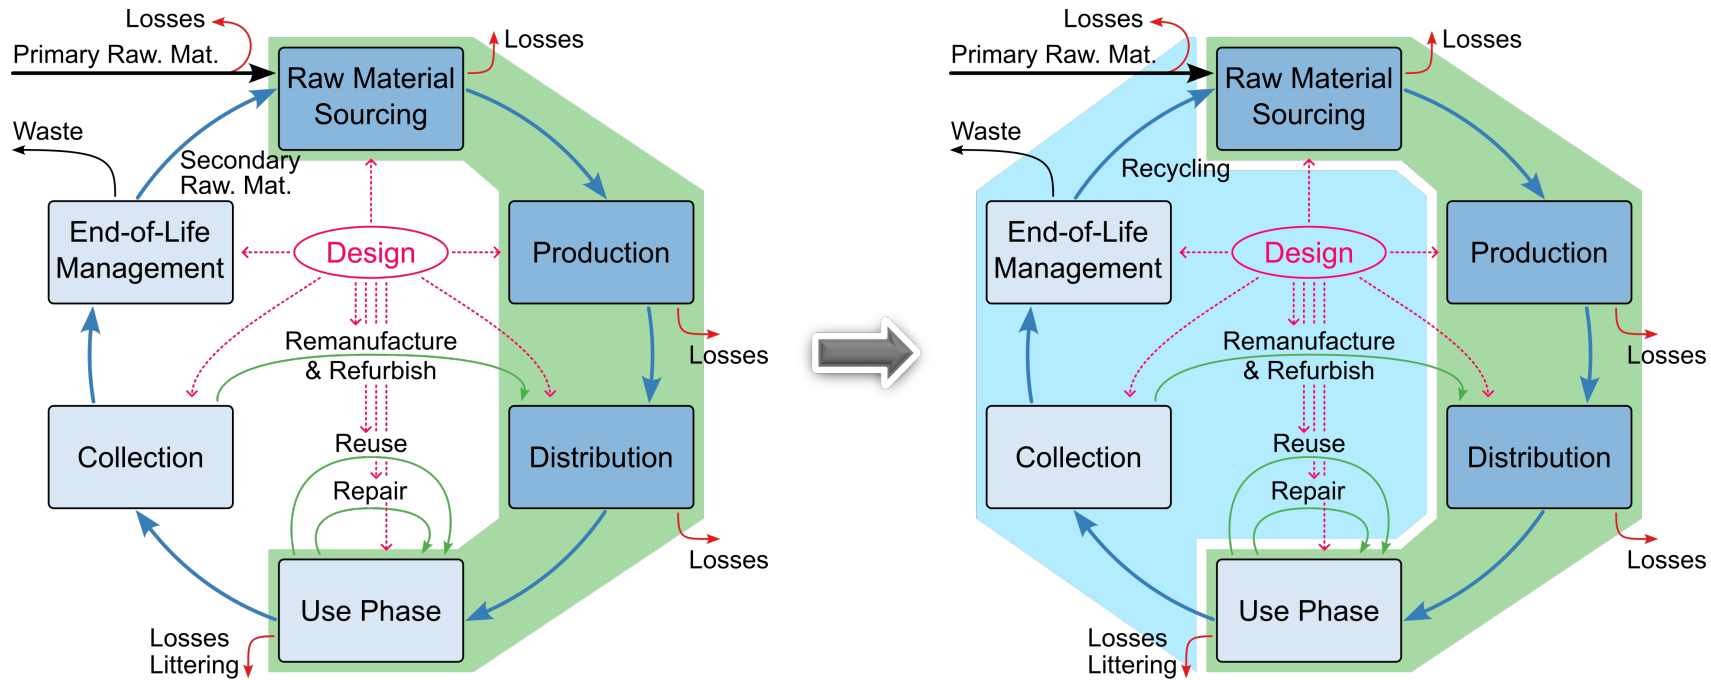 Losses
Primary Raw. Mat.
Losses
Raw Material
Sourcing
Waste
Secondary
Raw. Mat.
End-of-Life
Management
Design
Production
Remanufacture
& Refurbish
Losses
Collection
Reuse
Distribution
Repair
Losses
Use Phase
Losses
Littering
Losses
Primary Raw. Mat.
Losses
Raw Material
Sourcing
Waste
Recycling
End-of-Life
Management
Design
Production
Remanufacture
& Refurbish
Losses
Collection
Reuse
Distribution
Repair
Losses
Use Phase
Losses
Littering